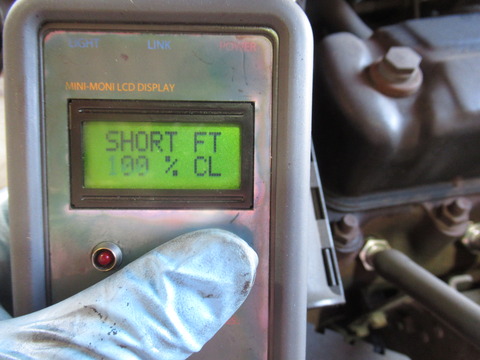 LIGHT LINK POWER
MINI-MONI LCD DISPLAY
SHORT FT
100 % CL